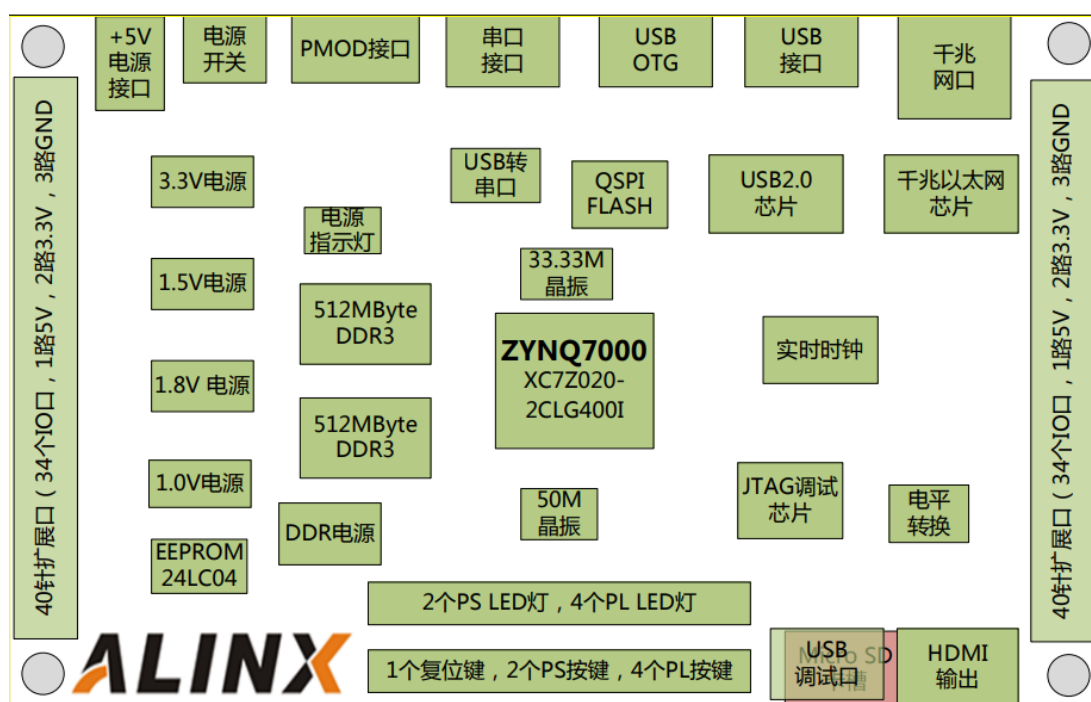 +5V
电源
接口
电源
开关
PMOD接口
串口
接口
USB
OTG
USB
接口
千兆
网口
40针扩展口（34个IO口，1路5V，2路3.3V，3路GND
3.3V电源
USB转
串口
QSPI
FLASH
USB2.0
芯片
千兆以太网
芯片
40针扩展口（34个IO口，1路5V，2路3.3V，3路GND
电源
指示灯
33.33M
晶振
1.5V电源
512MByte
DDR3
ZYNQ7000
XC7Z020-
2CLG400I
实时时钟
1.8V 电源
512MByte
DDR3
1.0V电源
DDR电源
50M
晶振
JTAG调试
芯片
电平
转换
EEPROM
24LC04
2个PS LED灯，4个PL LED灯
ALINX
1个复位键，2个PS按键，4个PL按键
USB
调试口
Micro SD
卡槽
HDMI
输出